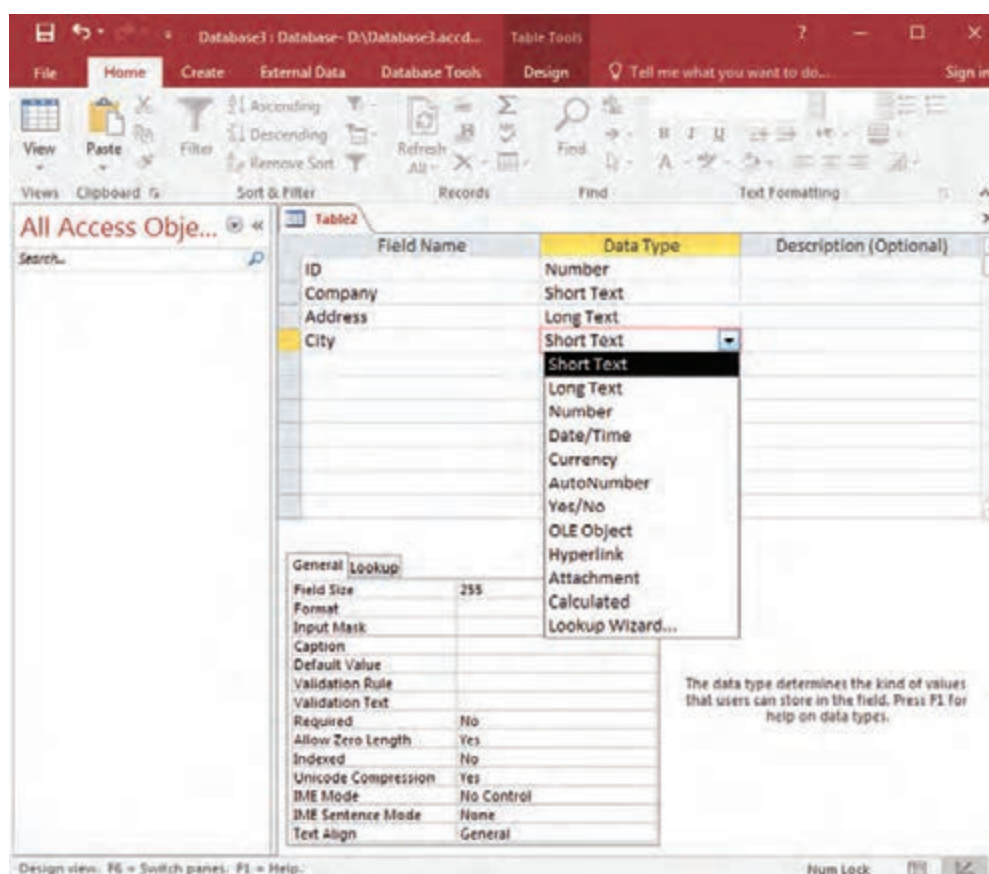 Database3 : Database- D:\Database3.accd... Table Tools ?
File Home Create External Data Database Tools Design Tell me what you want to do... Sign in
View Paste Filter Ascending Descending Remove Sort Refresh All Find B I U A
Views Clipboard Sort & Filter Records Find Text Formatting
All Access Obje...
Search...
Table2
Field Name Data Type Description (Optional)
ID Number
Company Short Text
Address Long Text
City Short Text
Short Text
Long Text
Number
Date/Time
Currency
AutoNumber
Yes/No
OLE Object
Hyperlink
Attachment
Calculated
Lookup Wizard...
General Lookup
Field Size 255
Format
Input Mask
Caption
Default Value
Validation Rule
Validation Text
Required No
Allow Zero Length Yes
Indexed No
Unicode Compression Yes
IME Mode No Control
IME Sentence Mode None
Text Align General
The data type determines the kind of values
that users can store in the field. Press F1 for
help on data types.
Design view. F6 = Switch panes. F1 = Help. Num Lock